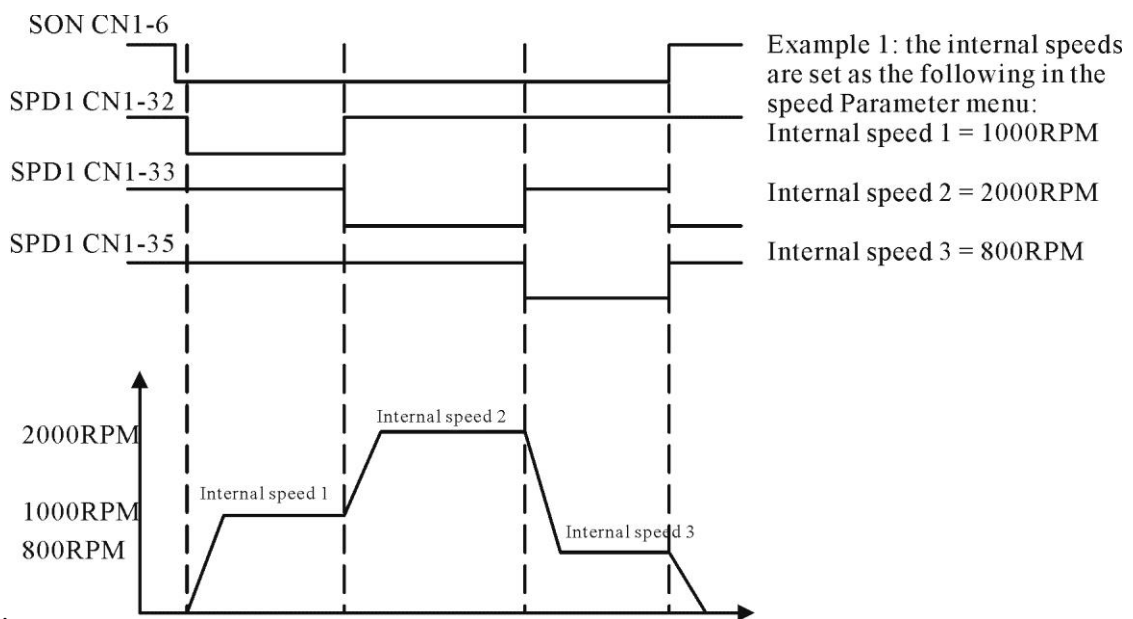 SON CN1-6
SPD1 CN1-32
SPD1 CN1-33
SPD1 CN1-35
Example 1: the internal speeds
are set as the following in the
speed Parameter menu:
Internal speed 1 = 1000RPM
Internal speed 2 = 2000RPM
Internal speed 3 = 800RPM
2000RPM
1000RPM
800RPM
Internal speed 1
Internal speed 2
Internal speed 3